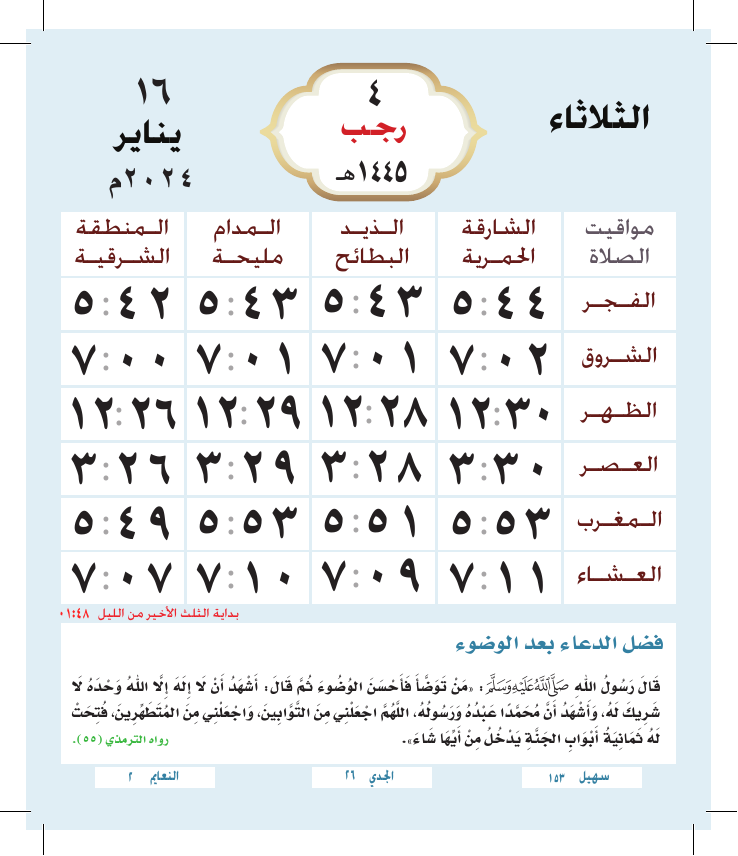 الثلاثاء
٤
رجب
١٤٤٥هـ
١٦
يناير
٢٠٢٤م
مواقيت الصلاة
الشارقة الحمرية
الذيد البطائح
المدام مليحة
المنطقة الشرقية
الفجر ٥:٤٤ ٥:٤٣ ٥:٤٣ ٥:٤٢
الشروق ٧:٠٢ ٧:٠١ ٧:٠١ ٧:٠٠
الظهر ١٢:٣٠ ١٢:٢٨ ١٢:٢٩ ١٢:٢٦
العصر ٣:٣٠ ٣:٢٨ ٣:٢٩ ٣:٢٦
المغرب ٥:٥٣ ٥:٥١ ٥:٥٣ ٥:٤٩
العشاء ٧:١١ ٧:٠٩ ٧:١٠ ٧:٠٧
بداية الثلث الأخير من الليل ٠١:٤٨
فضل الدعاء بعد الوضوء
قَالَ رَسُولُ اللهِ صَلَّى اللَّهُ عَلَيْهِ وَسَلَّمَ: «مَنْ تَوَضَّأَ فَأَحْسَنَ الوُضُوءَ ثُمَّ قَالَ: أَشْهَدُ أَنْ لَا إِلَهَ إِلَّا اللهُ وَحْدَهُ لَا
شَرِيكَ لَهُ، وَأَشْهَدُ أَنَّ مُحَمَّدًا عَبْدُهُ وَرَسُولُهُ، اللَّهُمَّ اجْعَلْنِي مِنَ التَّوَّابِينَ، وَاجْعَلْنِي مِنَ المُتَطَهِّرِينَ، فُتِحَتْ
لَهُ ثَمَانِيَةُ أَبْوَابِ الجَنَّةِ يَدْخُلُ مِنْ أَيِّهَا شَاءَ». رواه الترمذي (٥٥).
سهيل ١٥٣
الجدي ٢٦
النعايم ٢